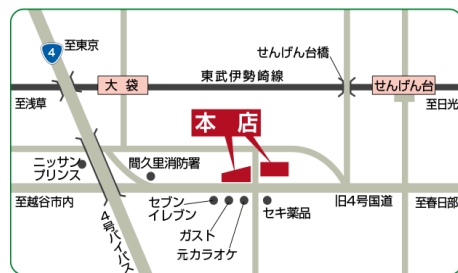 4
至東京
せんげん台橋
大袋
東武伊勢崎線
せんげん台
至浅草
至日光
本店
ニッサン
プリンス
間久里消防署
至越谷市内
セブン
イレブン
セキ薬品
旧4号国道
至春日部
ガスト
元カラオケ
4号バイパス